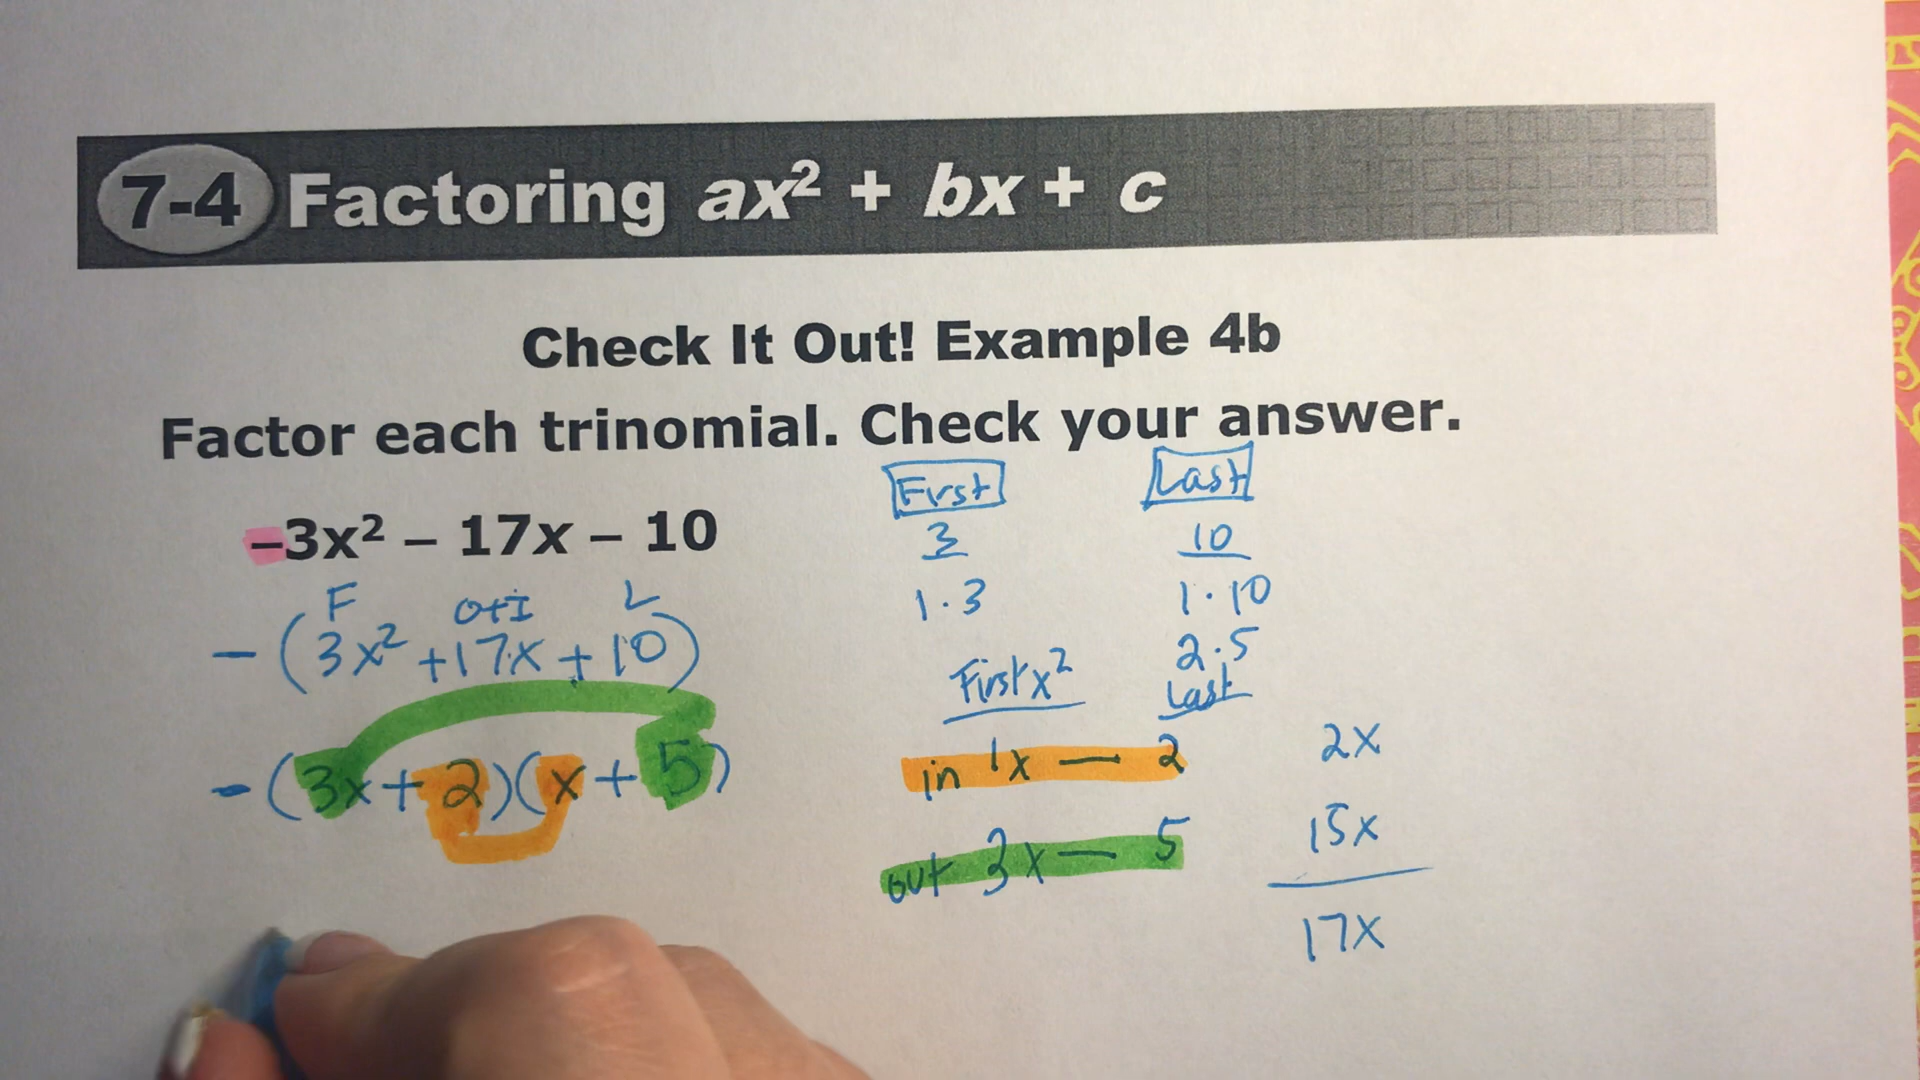 7-4 Factoring ax² + bx + c
Check It Out! Example 4b
Factor each trinomial. Check your answer.
–3x² – 17x – 10
F O+I L
-(3x² +17x + 10)
-(3x + 2)(x + 5)
First Last
3 10
1·3 1·10
2·5
First x² Last
in 1x — 2 2x
out 3x — 5 15x
17x